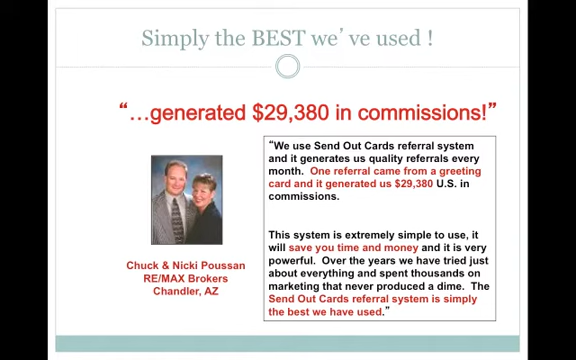 Simply the BEST we've used !
“…generated $29,380 in commissions!”
“We use Send Out Cards referral system
and it generates us quality referrals every
month. One referral came from a greeting
card and it generated us $29,380 U.S. in
commissions.
This system is extremely simple to use, it
will save you time and money and it is very
powerful. Over the years we have tried just
about everything and spent thousands on
marketing that never produced a dime. The
Send Out Cards referral system is simply
the best we have used.”
Chuck & Nicki Poussan
RE/MAX Brokers
Chandler, AZ